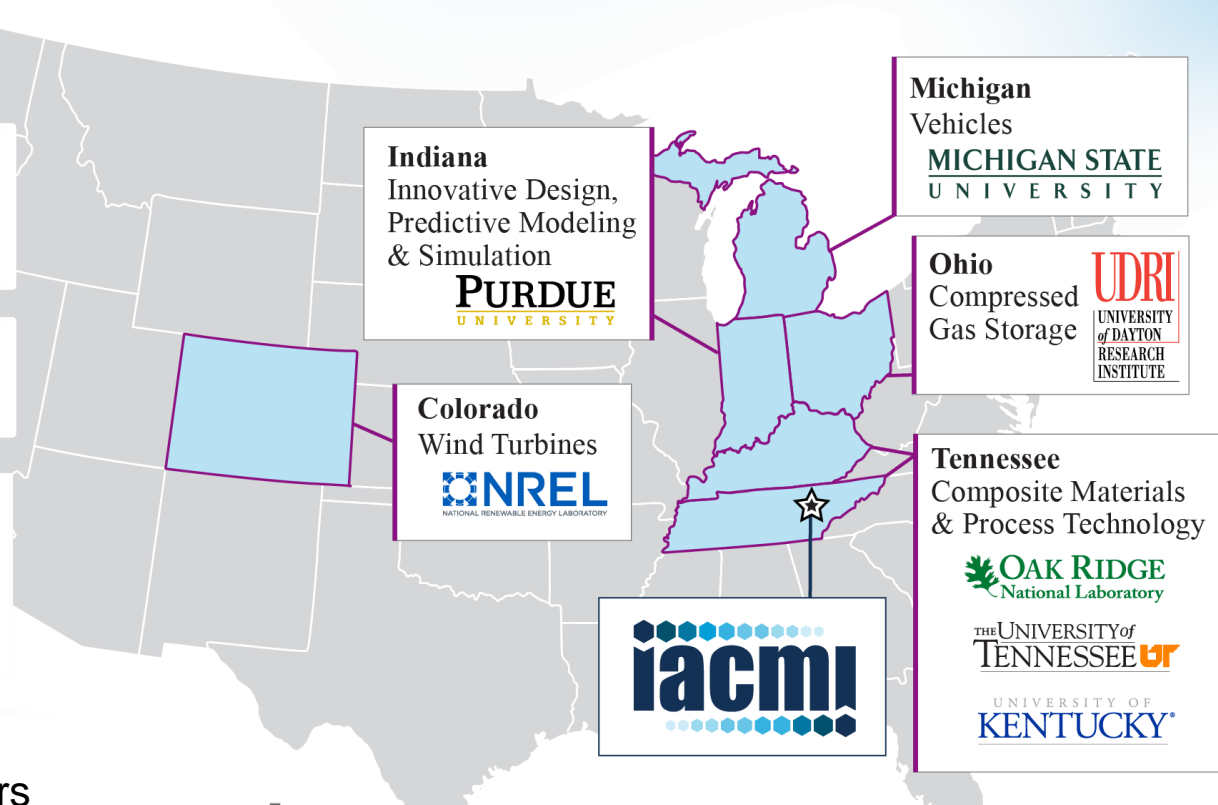 Michigan
Vehicles
MICHIGAN STATE
UNIVERSITY
Indiana
Innovative Design,
Predictive Modeling
& Simulation
PURDUE
UNIVERSITY
Ohio
Compressed
Gas Storage
UDRI
UNIVERSITY
of DAYTON
RESEARCH
INSTITUTE
Colorado
Wind Turbines
NREL
NATIONAL RENEWABLE ENERGY LABORATORY
Tennessee
Composite Materials
& Process Technology
OAK RIDGE
National Laboratory
THE UNIVERSITY of
TENNESSEE UT
UNIVERSITY OF
KENTUCKY®
iacmi
rs